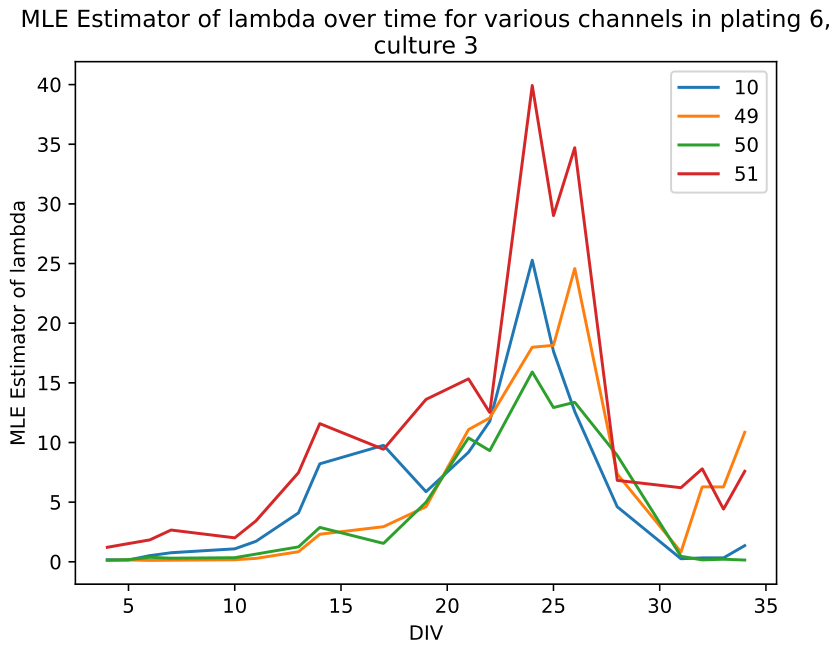 MLE Estimator of lambda over time for various channels in plating 6,
culture 3
40
35
30
25
20
15
10
5
0
MLE Estimator of lambda
10
49
50
51
5 10 15 20 25 30 35
DIV